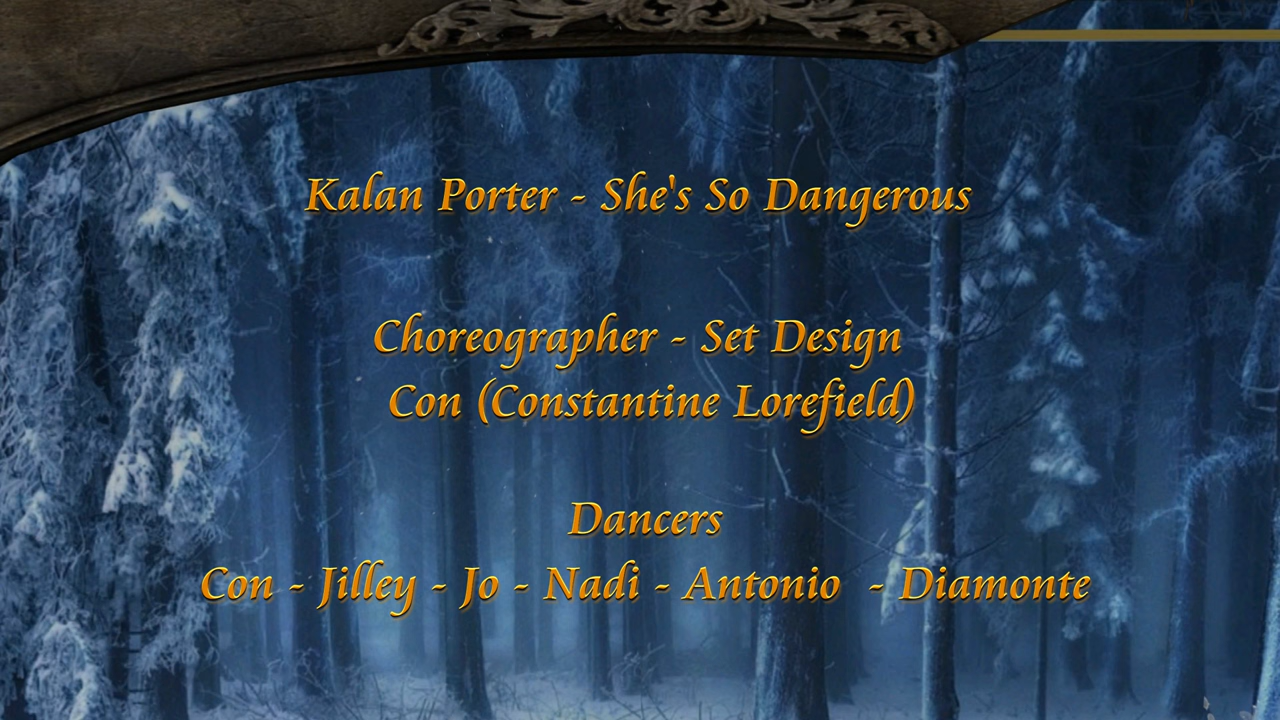 Kalan Porter - She's So Dangerous
Choreographer - Set Design
Con (Constantine Lorefield)
Dancers
Con - Jilley - Jo - Nadi - Antonio - Diamonte